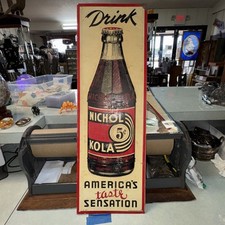 Drink
NICHOL
5¢
KOLA
AMERICA'S
taste
SENSATION